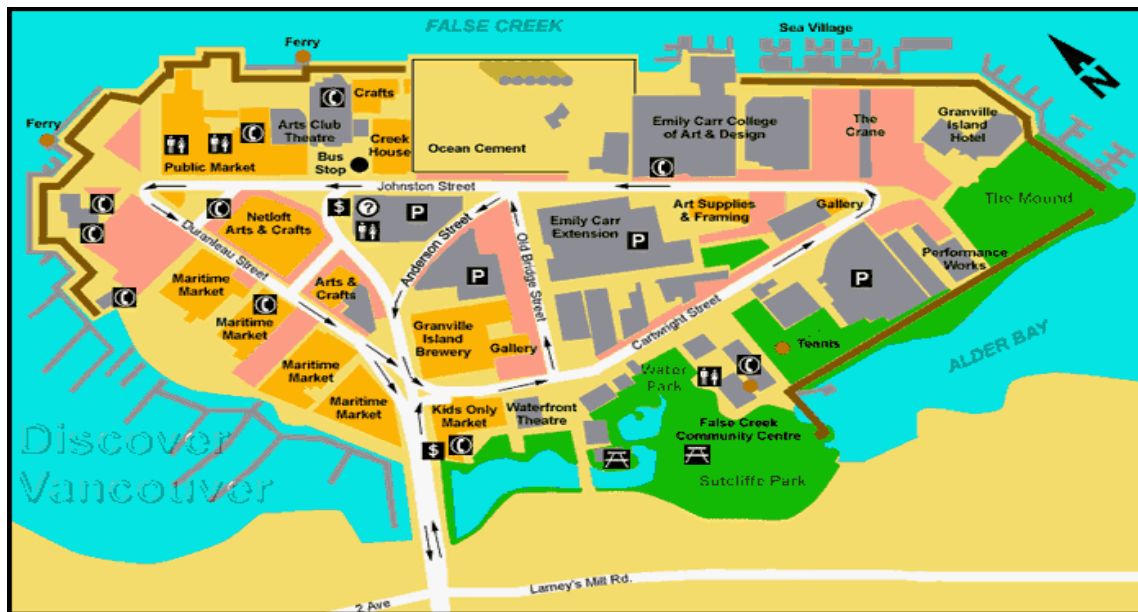 FALSE CREEK
Sea Village
Ferry
N
Ferry
Crafts
Arts Club
Theatre
Creek
House
Bus
Stop
Public Market
Ocean Cement
Emily Carr College
of Art & Design
The
Crane
Granville
Island
Hotel
The Mound
Johnston Street
$
?
P
Netloft
Arts & Crafts
Duranleau Street
Anderson Street
Old Bridge Street
Emily Carr
Extension
P
Art Supplies
& Framing
Gallery
Performance
Works
P
P
Maritime
Market
Arts &
Crafts
Maritime
Market
Granville
Island
Brewery
Gallery
Cartwright Street
Tennis
ALDER BAY
Maritime
Market
Maritime
Market
Water
Park
Kids Only
Market
Waterfront
Theatre
$
False Creek
Community Centre
Sutcliffe Park
Discover
Vancouver
Lamey's Mill Rd.
2 Ave